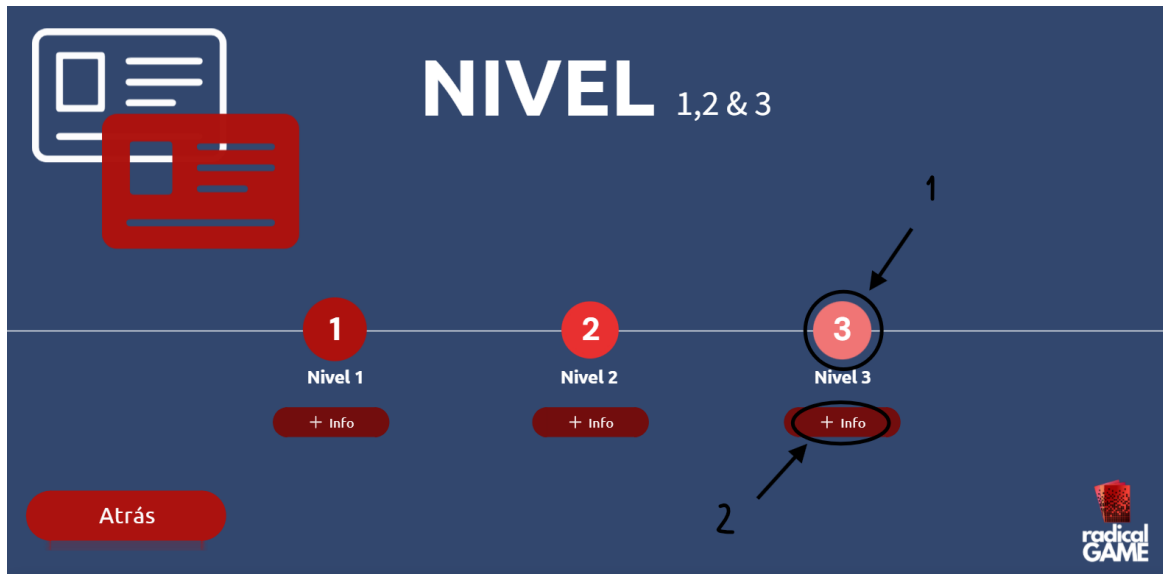 NIVEL 1,2 & 3
1
1 2 3
Nivel 1 Nivel 2 Nivel 3
+ Info + Info + Info
2
Atrás
radical
GAME